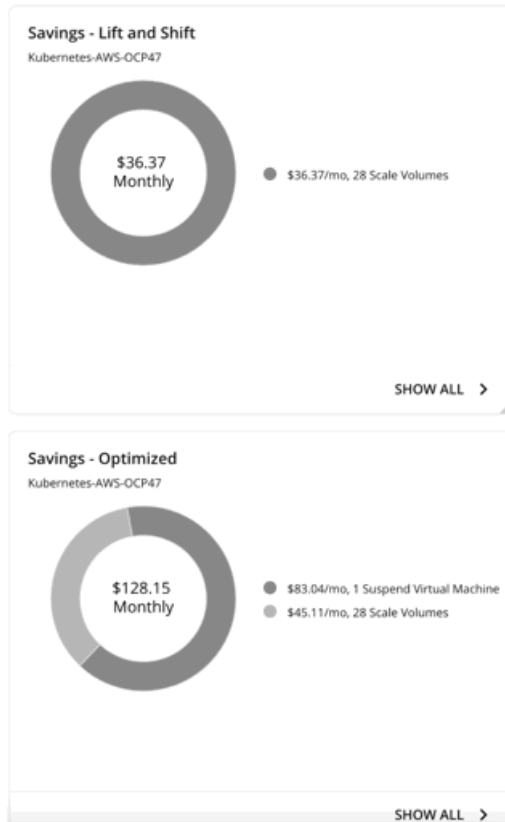 Savings - Lift and Shift
Kubernetes-AWS-OCP47
$36.37
Monthly
$36.37/mo, 28 Scale Volumes
SHOW ALL
Savings - Optimized
Kubernetes-AWS-OCP47
$128.15
Monthly
$83.04/mo, 1 Suspend Virtual Machine
$45.11/mo, 28 Scale Volumes
SHOW ALL